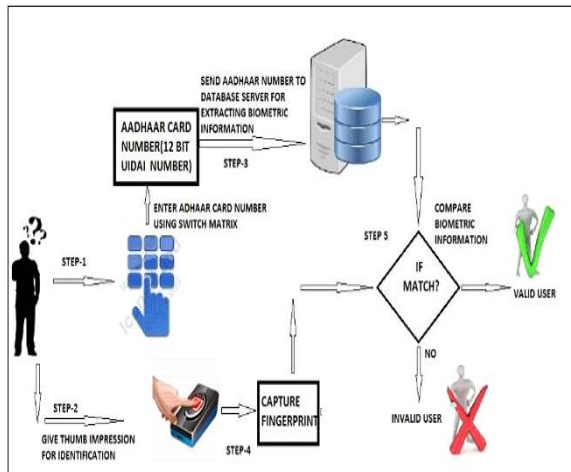 SEND AADHAAR NUMBER TO
DATABASE SERVER FOR
EXTRACTING BIOMETRIC
INFORMATION
STEP-3
AADHAAR CARD
NUMBER(12 BIT
UIDAI NUMBER)
ENTER ADHAAR CARD NUMBER
USING SWITCH MATRIX
STEP-1
STEP 5
COMPARE
BIOMETRIC
INFORMATION
IF
MATCH?
VALID USER
NO
INVALID USER
STEP-2
GIVE THUMB IMPRESSION
FOR IDENTIFICATION
STEP-4
CAPTURE
FINGERPRINT